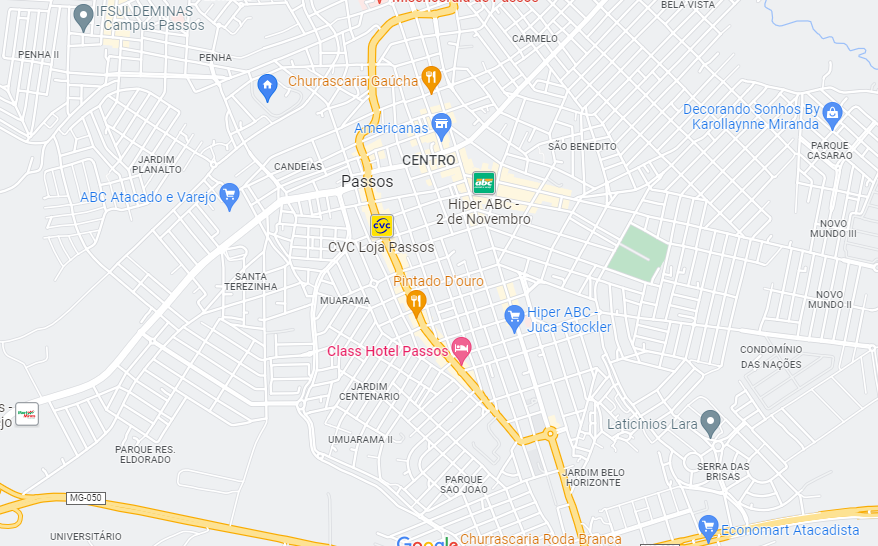 Misericórdia de Passos
BELA VISTA
IFSULDEMINAS
- Campus Passos
CARMELO
PENHA II
PENHA
Churrascaria Gaúcha
Decorando Sonhos By
Karollaynne Miranda
Americanas
SÃO BENEDITO
PARQUE
CASARAO
CENTRO
JARDIM
PLANALTO
CANDEIAS
Passos
abc
ABC Atacado e Varejo
Hiper ABC -
2 de Novembro
CVC
CVC Loja Passos
NOVO
MUNDO III
SANTA
TEREZINHA
Pintado D'ouro
MUARAMA
NOVO
MUNDO II
Hiper ABC -
Juca Stockler
Class Hotel Passos
CONDOMÍNIO
DAS NAÇÕES
JARDIM
CENTENARIO
s -
ejo
Laticínios Lara
UMUARAMA II
PARQUE RES.
ELDORADO
SERRA DAS
BRISAS
JARDIM BELO
HORIZONTE
PARQUE
SAO JOAO
MG-050
UNIVERSITÁRIO
Google
Churrascaria Roda Branca
Economart Atacadista